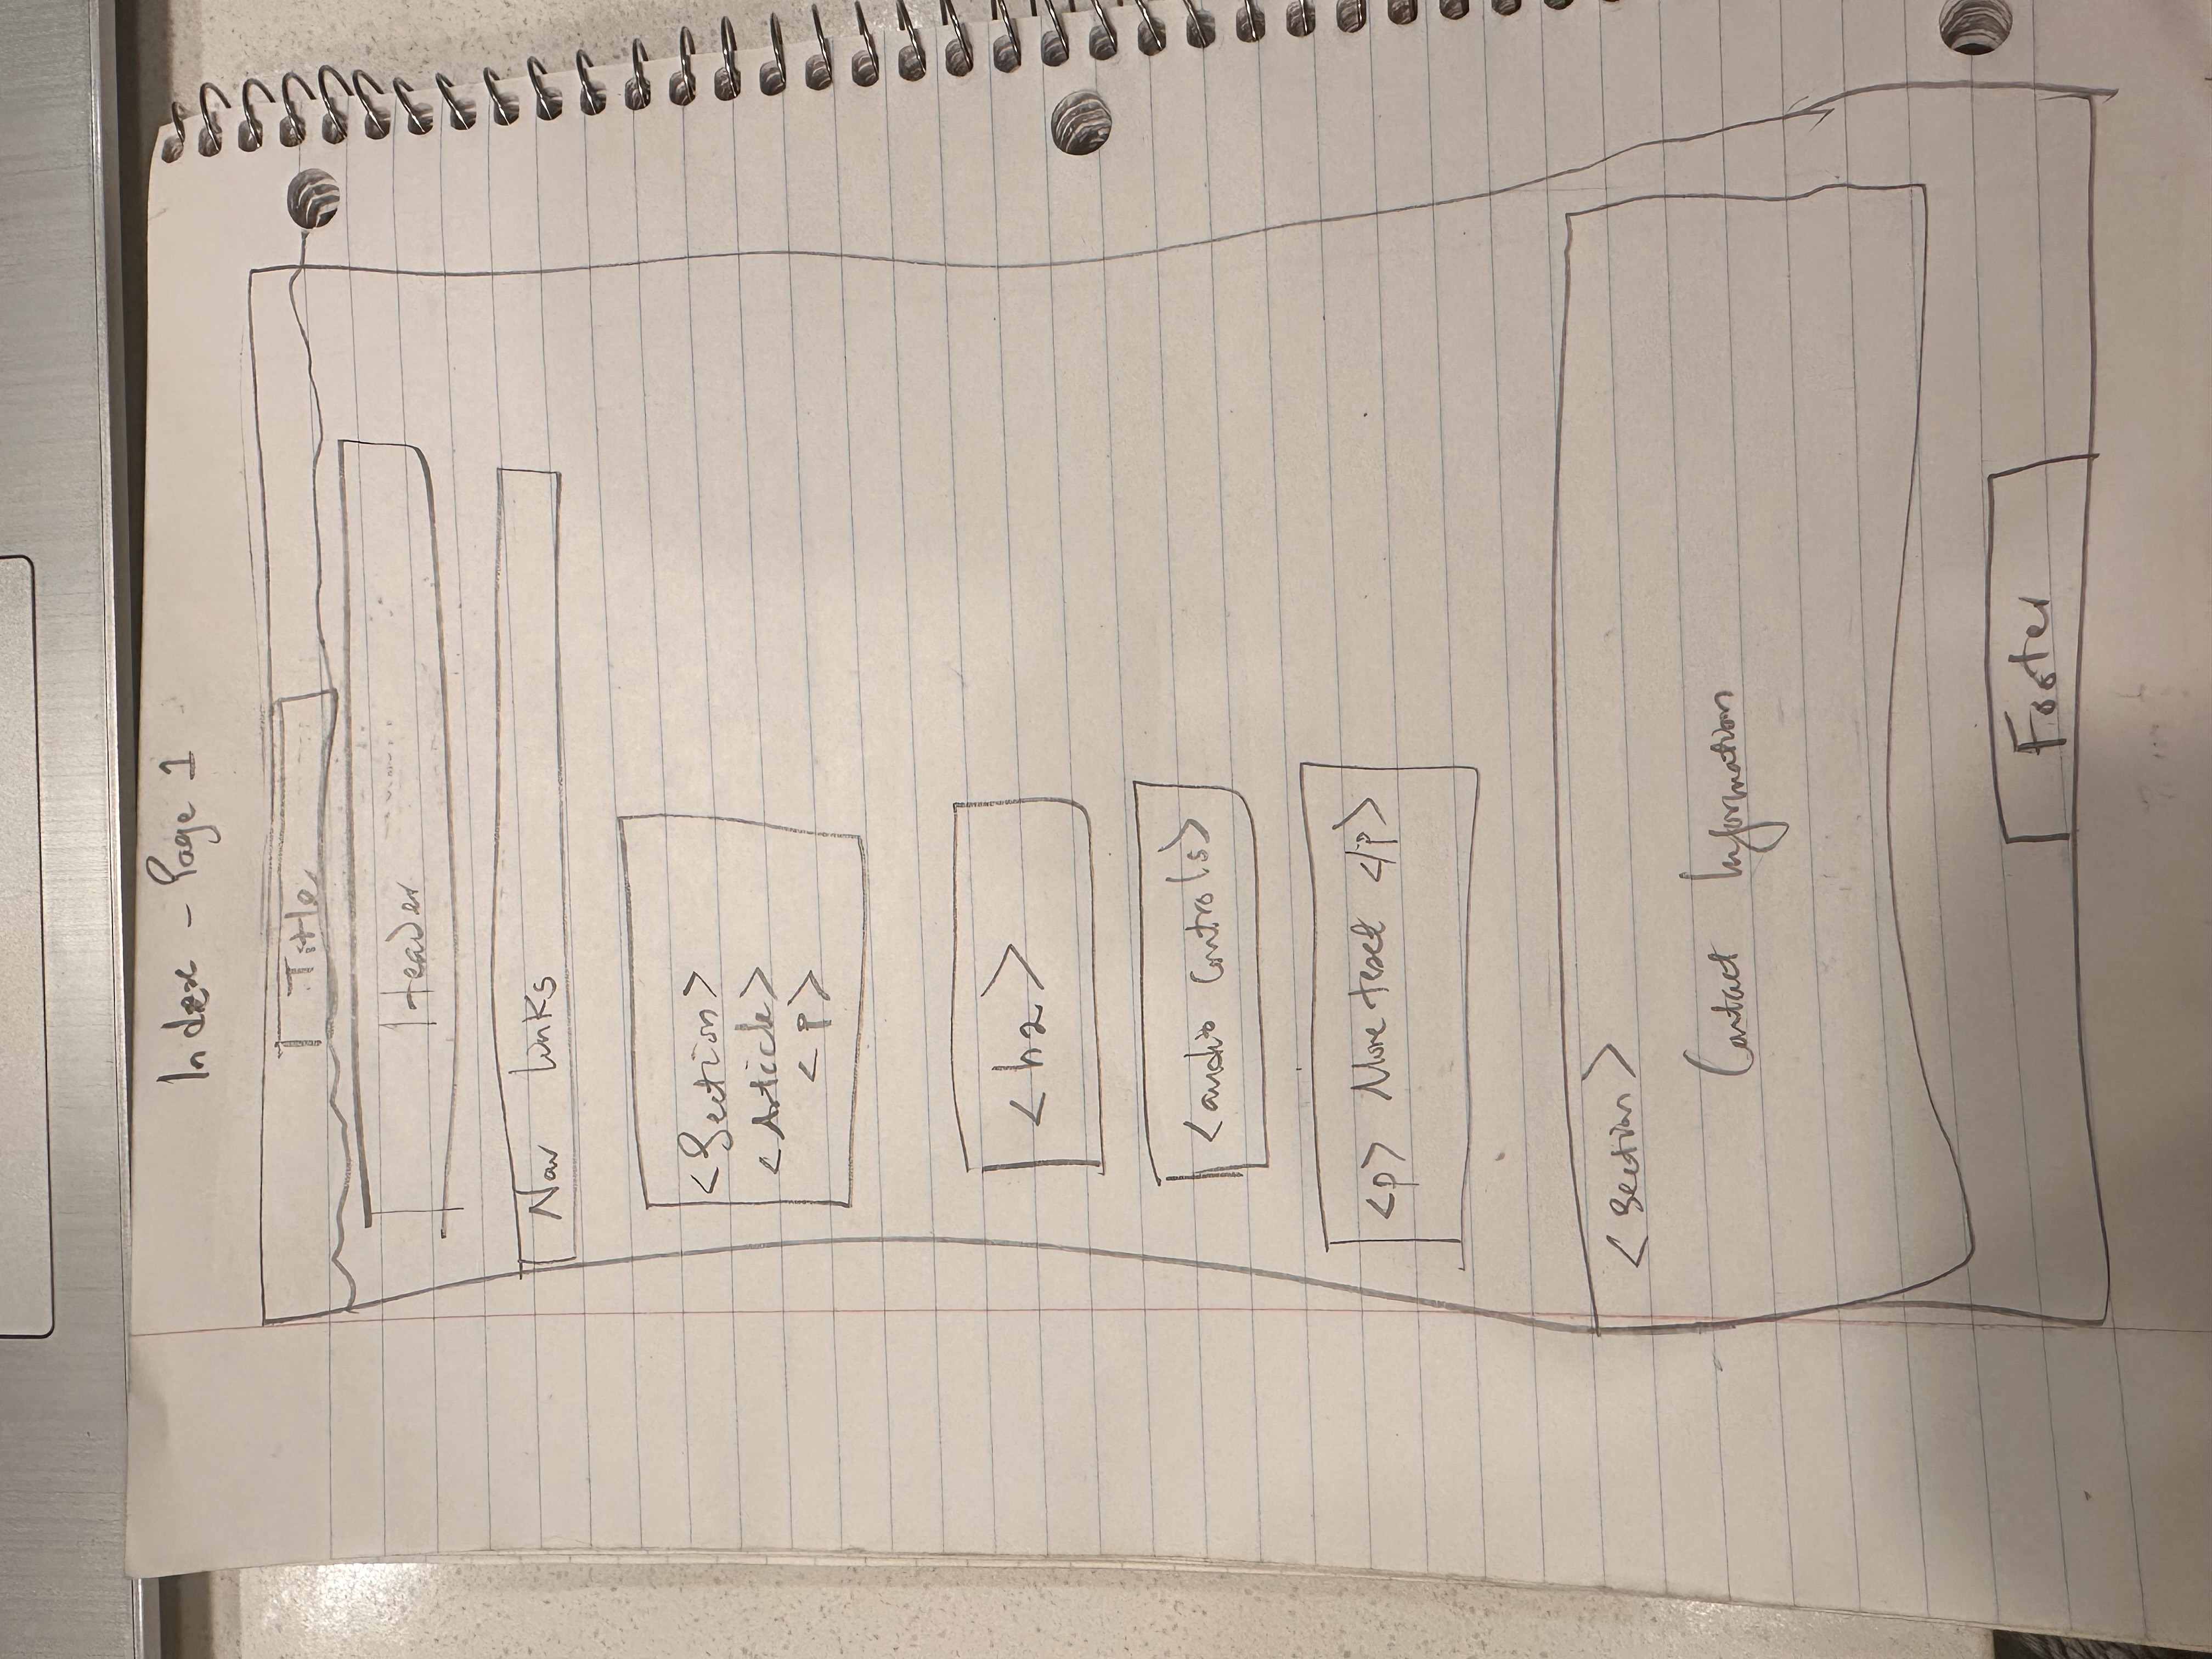 Index - Page 1
Title
Header
Nav links
<Section>
<Article>
<p>
<h2>
<audio controls>
<p> More text </p>
<section>
Contact Information
Footer